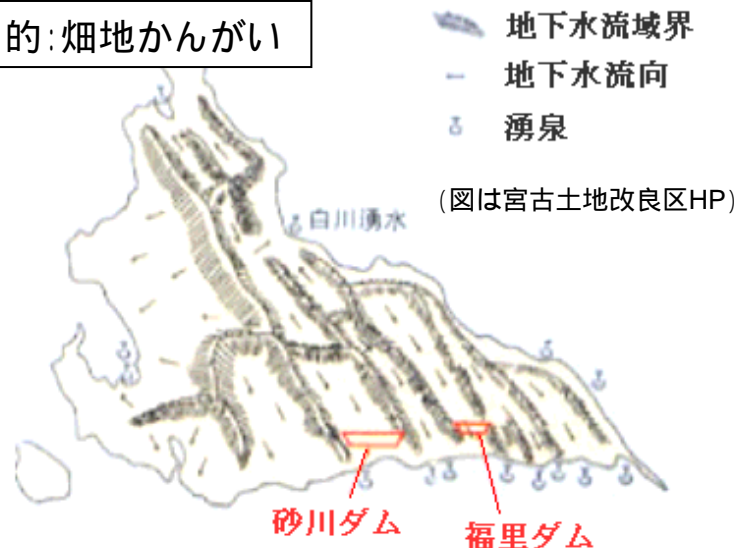 的:畑地かんがい
地下水流域界
地下水流向
湧泉
(図は宮古土地改良区HP)
白川湧水
砂川ダム
福里ダム